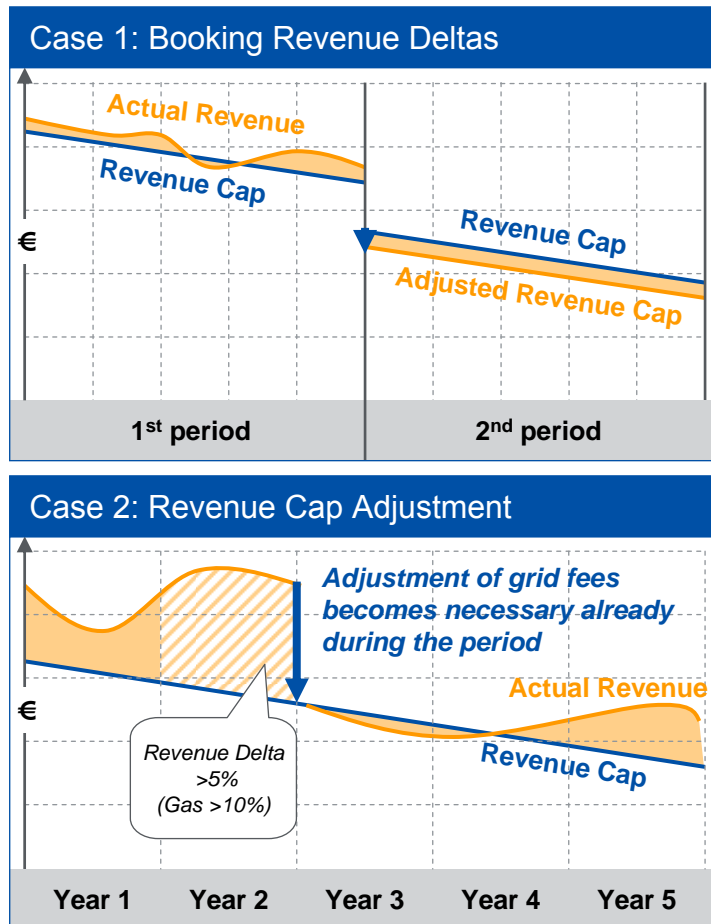 Case 1: Booking Revenue Deltas
Actual Revenue
Revenue Cap
€
Revenue Cap
Adjusted Revenue Cap
1st period
2nd period
Case 2: Revenue Cap Adjustment
Adjustment of grid fees
becomes necessary already
during the period
Actual Revenue
€
Revenue Cap
Revenue Delta
>5%
(Gas >10%)
Year 1
Year 2
Year 3
Year 4
Year 5